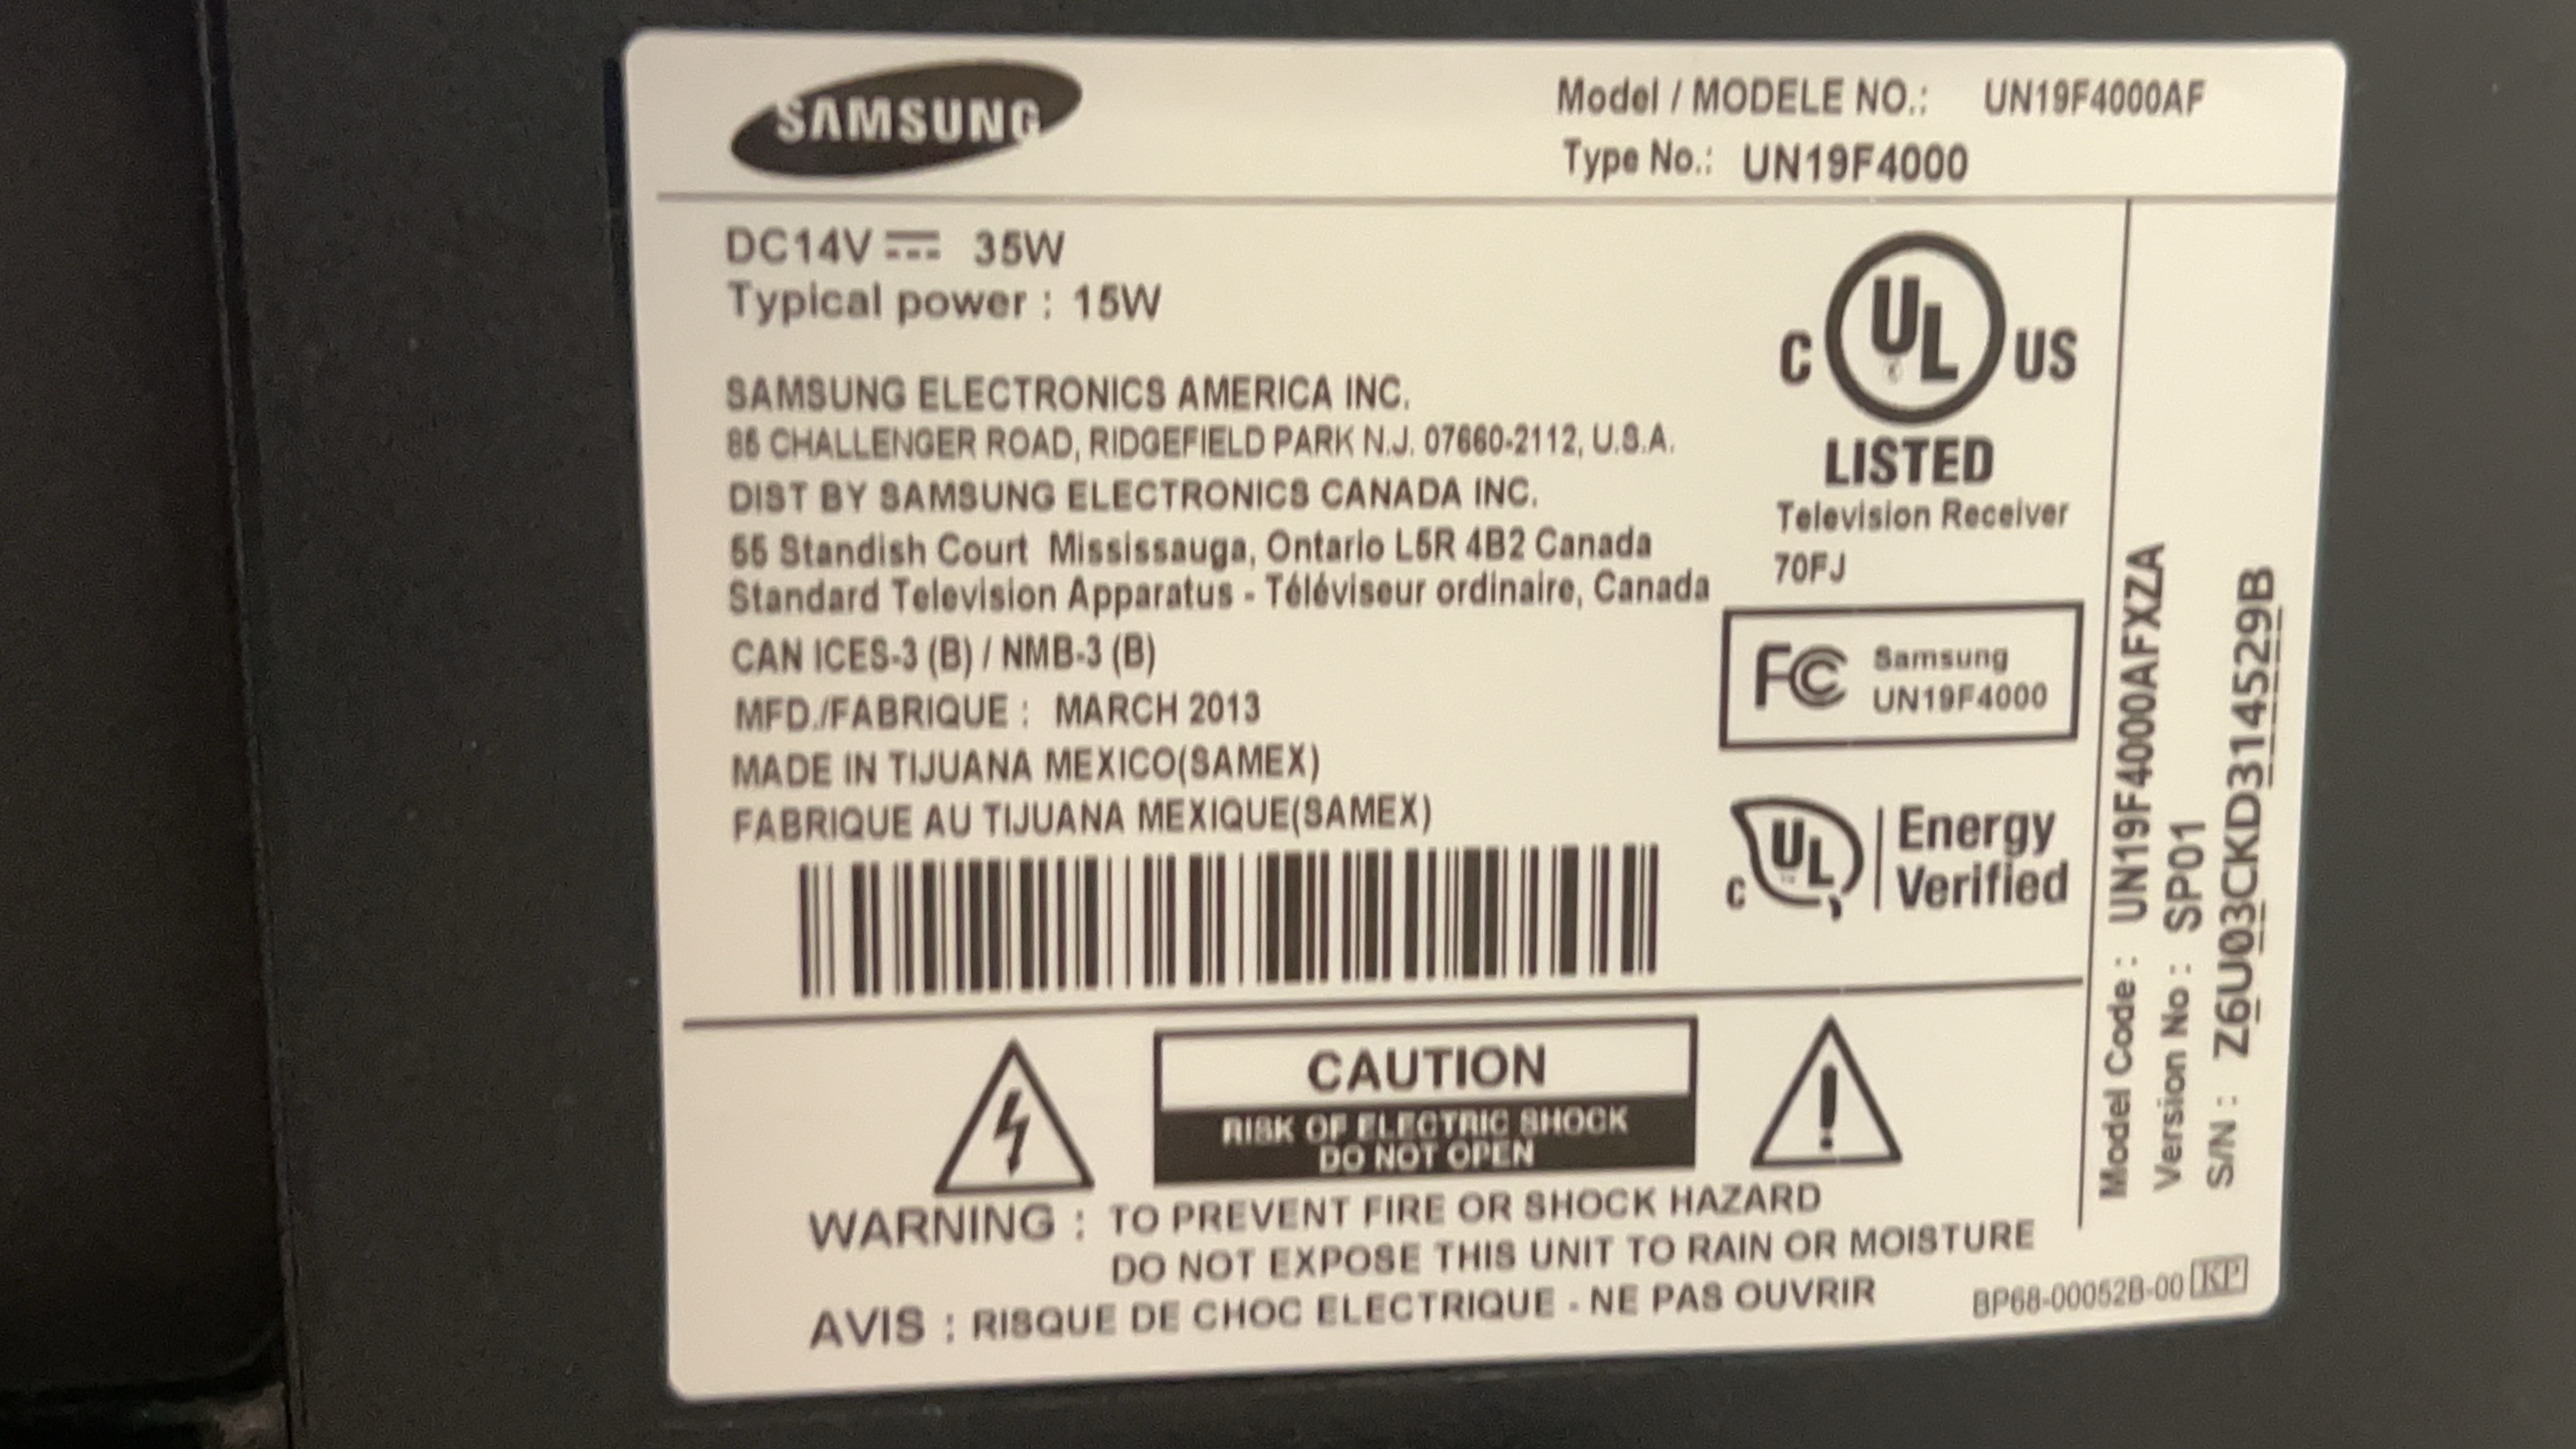 SAMSUNG
Model / MODELE NO.: UN19F4000AF
Type No.: UN19F4000
DC14V ⎓ 35W
Typical power : 15W
SAMSUNG ELECTRONICS AMERICA INC.
85 CHALLENGER ROAD, RIDGEFIELD PARK N.J. 07660-2112, U.S.A.
DIST BY SAMSUNG ELECTRONICS CANADA INC.
55 Standish Court Mississauga, Ontario L5R 4B2 Canada
Standard Television Apparatus - Téléviseur ordinaire, Canada
CAN ICES-3 (B) / NMB-3 (B)
MFD./FABRIQUE : MARCH 2013
MADE IN TIJUANA MEXICO(SAMEX)
FABRIQUE AU TIJUANA MEXIQUE(SAMEX)
C UL US
LISTED
Television Receiver
70FJ
FC Samsung
UN19F4000
C UL Energy
Verified
CAUTION
RISK OF ELECTRIC SHOCK
DO NOT OPEN
WARNING : TO PREVENT FIRE OR SHOCK HAZARD
DO NOT EXPOSE THIS UNIT TO RAIN OR MOISTURE
AVIS : RISQUE DE CHOC ELECTRIQUE - NE PAS OUVRIR
BP68-00052B-00 KP
Model Code : UN19F4000AFXZA
Version No : SP01
S/N : Z6U03CKD314529B